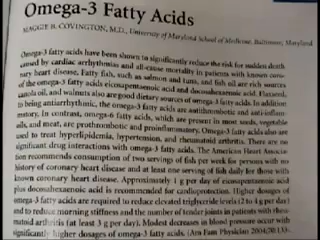 Omega-3 Fatty Acids
MAGGIE B. COVINGTON, M.D., University of Maryland School of Medicine, Baltimore, Maryland
Omega-3 fatty acids have been shown to significantly reduce the risk for sudden death
caused by cardiac arrhythmias and all-cause mortality in patients with known coro-
nary heart disease. Fatty fish, such as salmon and tuna, and fish oil are rich sources
of the omega-3 fatty acids eicosapentaenoic acid and docosahexaenoic acid. Flaxseed,
canola oil, and walnuts also are good dietary sources of omega-3 fatty acids. In addition
to being antiarrhythmic, the omega-3 fatty acids are antithrombotic and anti-inflam-
matory. In contrast, omega-6 fatty acids, which are present in most seeds, vegetable
oils, and meat, are prothrombotic and proinflammatory. Omega-3 fatty acids also are
used to treat hyperlipidemia, hypertension, and rheumatoid arthritis. There are no
significant drug interactions with omega-3 fatty acids. The American Heart Associa-
tion recommends consumption of two servings of fish per week for persons with no
history of coronary heart disease and at least one serving of fish daily for those with
known coronary heart disease. Approximately 1 g per day of eicosapentaenoic acid
plus docosahexaenoic acid is recommended for cardioprotection. Higher dosages of
omega-3 fatty acids are required to reduce elevated triglyceride levels (2 to 4 g per day)
and to reduce morning stiffness and the number of tender joints in patients with rheu-
matoid arthritis (at least 3 g per day). Modest decreases in blood pressure occur with
significantly higher dosages of omega-3 fatty acids. (Am Fam Physician 2004;70:133-